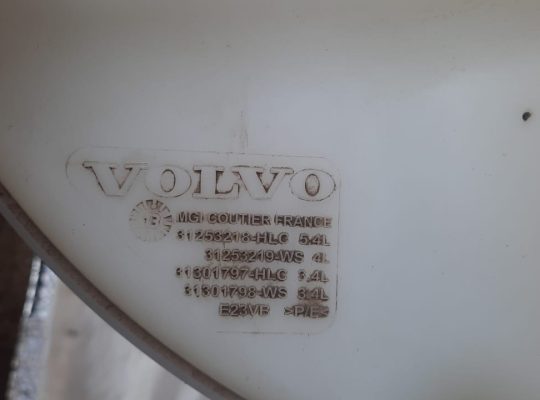 VOLVO
MGI COUTIER FRANCE
31253218-HLC 5.4L
31253219-WS 4L
31301797-HLC 3.4L
31301798-WS 3.4L
E23VB >P/E<